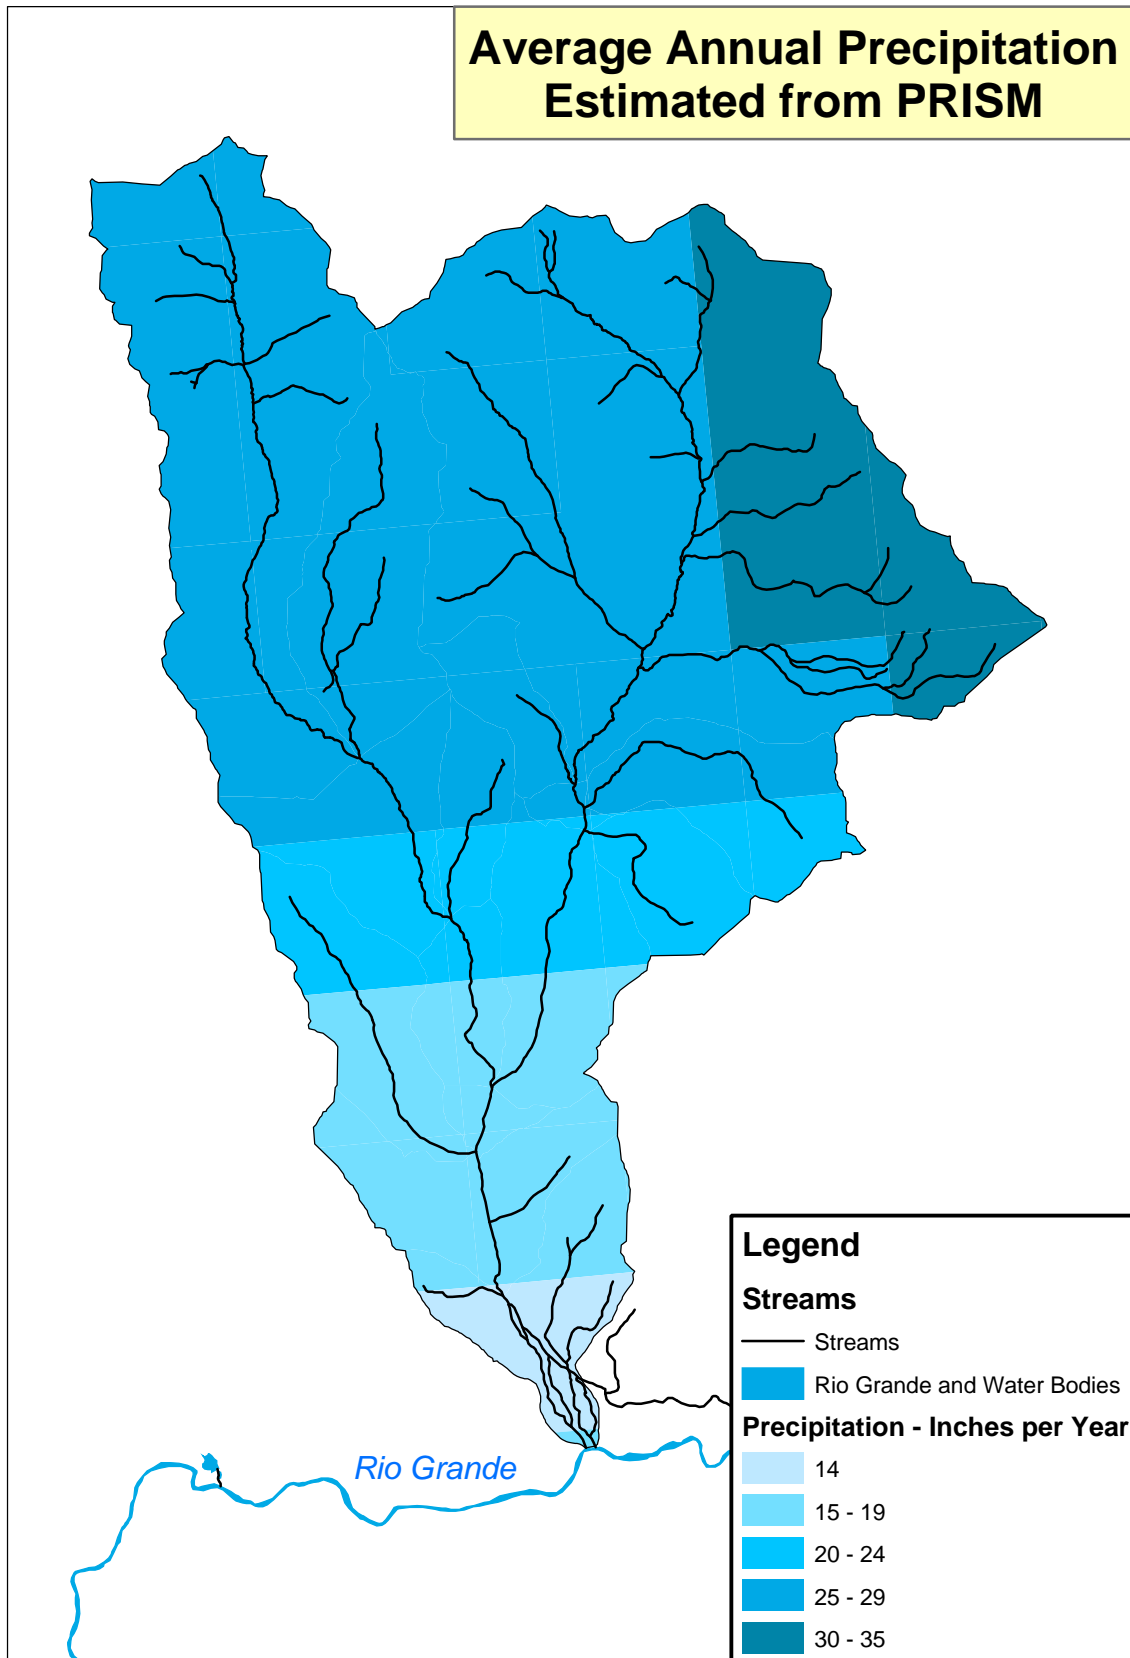 Average Annual Precipitation
Estimated from PRISM
Rio Grande
Legend
Streams
Streams
Rio Grande and Water Bodies
Precipitation - Inches per Year
14
15 - 19
20 - 24
25 - 29
30 - 35